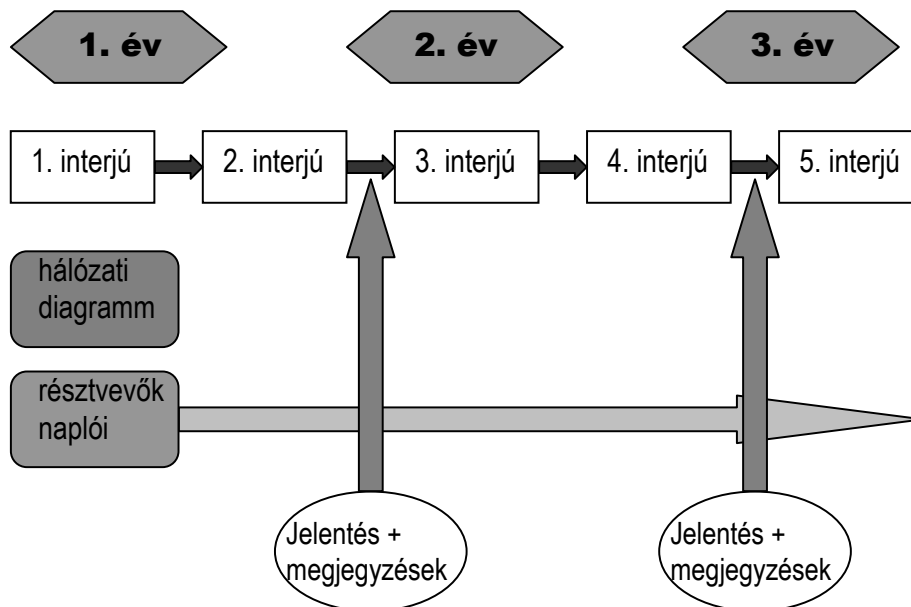 1. év
2. év
3. év
1. interjú
2. interjú
3. interjú
4. interjú
5. interjú
hálózati
diagramm
résztvevők
naplói
Jelentés +
megjegyzések
Jelentés +
megjegyzések